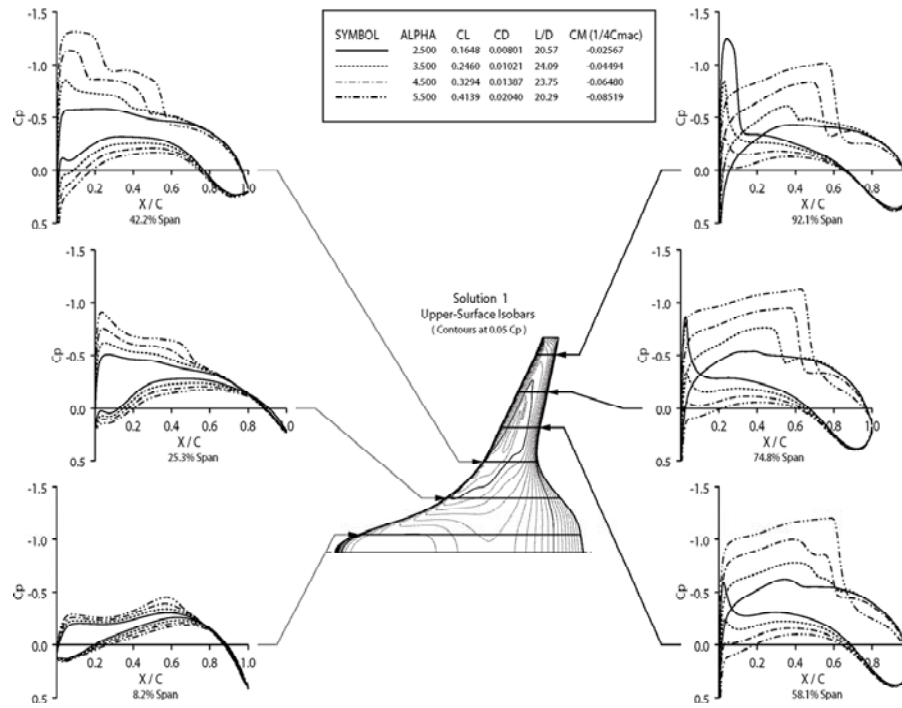 SYMBOL ALPHA CL CD L/D CM (1/4Cmac)
2.500 0.1648 0.00801 20.57 -0.02567
3.500 0.2460 0.01021 24.09 -0.04494
4.500 0.3294 0.01387 23.75 -0.06480
5.500 0.4139 0.02040 20.29 -0.08519
-1.5
-1.0
-0.5
0.0
0.5
Cp
0.2 0.4 0.6 0.8 1.0
X / C
42.2% Span
-1.5
-1.0
-0.5
0.0
0.5
Cp
0.2 0.4 0.6 0.8
X / C
92.1% Span
-1.5
-1.0
-0.5
0.0
0.5
Cp
0.2 0.4 0.6 0.8 1.0
X / C
25.3% Span
Solution 1
Upper-Surface Isobars
( Contours at 0.05 Cp )
-1.5
-1.0
-0.5
0.0
0.5
Cp
0.2 0.4 0.6 0.8 1.0
X / C
74.8% Span
-1.5
-1.0
-0.5
0.0
0.5
Cp
0.2 0.4 0.6 0.8 1.0
X / C
8.2% Span
-1.5
-1.0
-0.5
0.0
0.5
Cp
0.2 0.4 0.6 0.8
X / C
58.1% Span